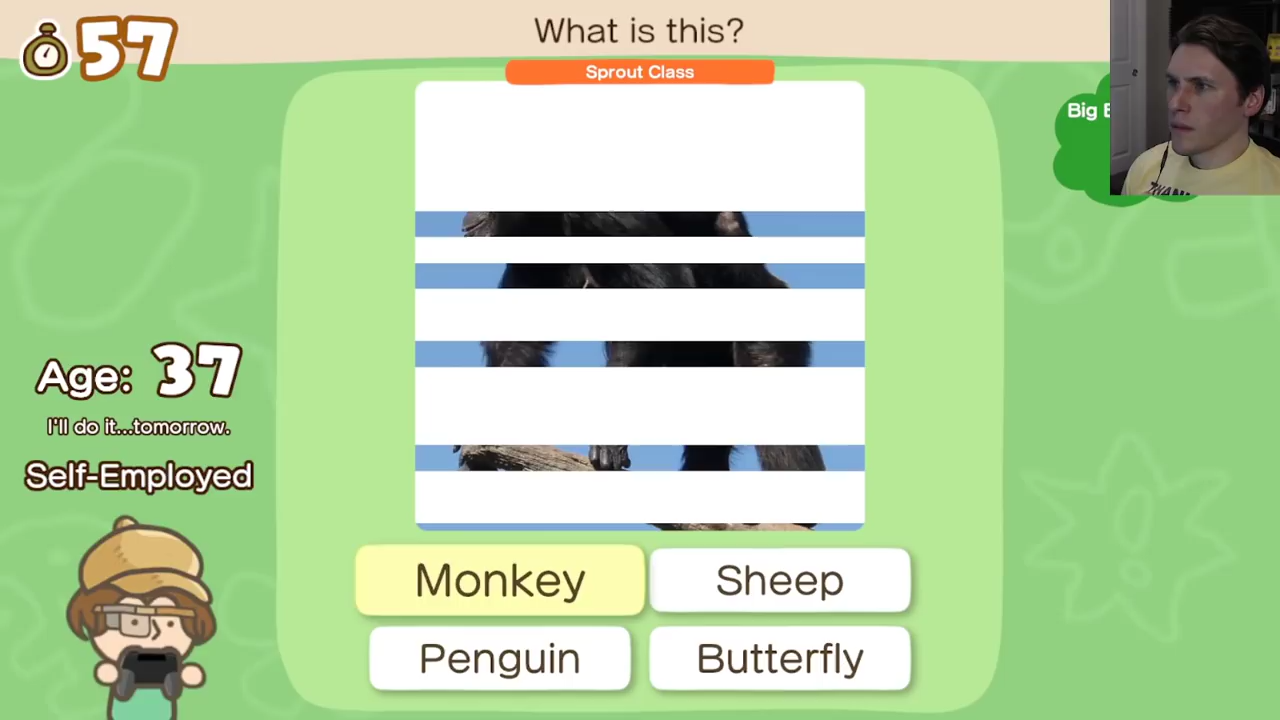 57
What is this?
Sprout Class
Big
Age: 37
I'll do it...tomorrow.
Self-Employed
Monkey
Sheep
Penguin
Butterfly